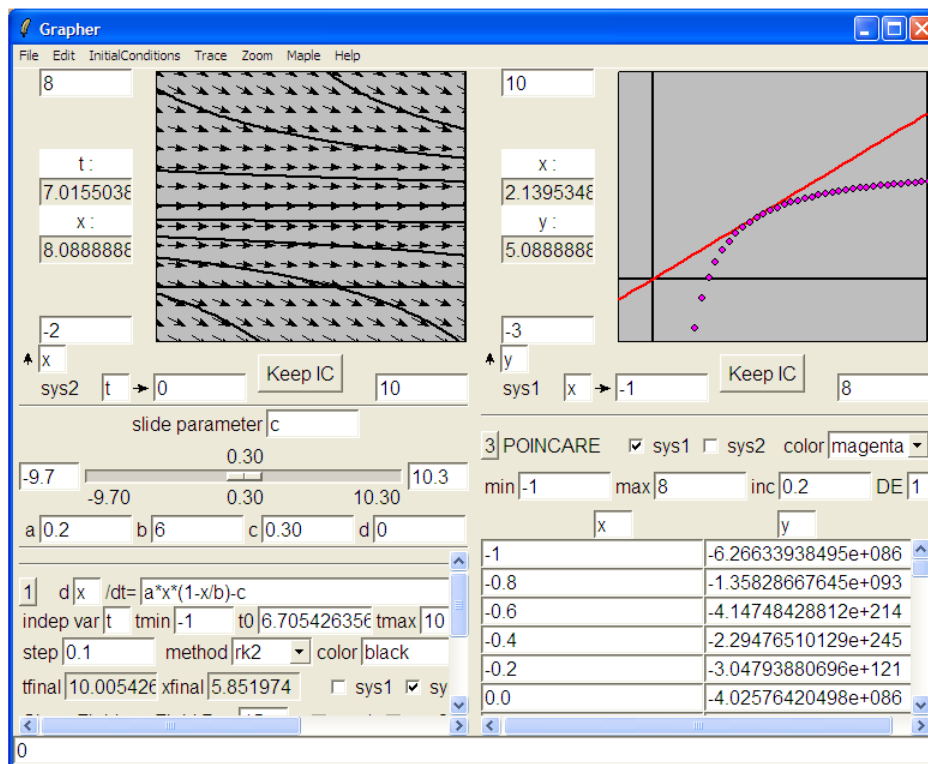 Grapher
File Edit InitialConditions Trace Zoom Maple Help
8
t :
7.0155038
x :
8.0888888
-2
x
sys2 t 0 Keep IC 10
10
x :
2.1395348
y :
5.0888888
-3
y
sys1 x -1 Keep IC 8
slide parameter c
0.30
-9.7 10.3
-9.70 0.30 10.30
a 0.2 b 6 c 0.30 d 0
1 d x /dt= a*x*(1-x/b)-c
indep var t tmin -1 t0 6.705426356 tmax 10
step 0.1 method rk2 color black
tfinal 10.005426 xfinal 5.851974 sys1 sy
3 POINCARE sys1 sys2 color magenta
min -1 max 8 inc 0.2 DE 1
x y
-1 -6.26633938495e+086
-0.8 -1.35828667645e+093
-0.6 -4.14748428812e+214
-0.4 -2.29476510129e+245
-0.2 -3.04793880696e+121
0.0 -4.02576420498e+086
0